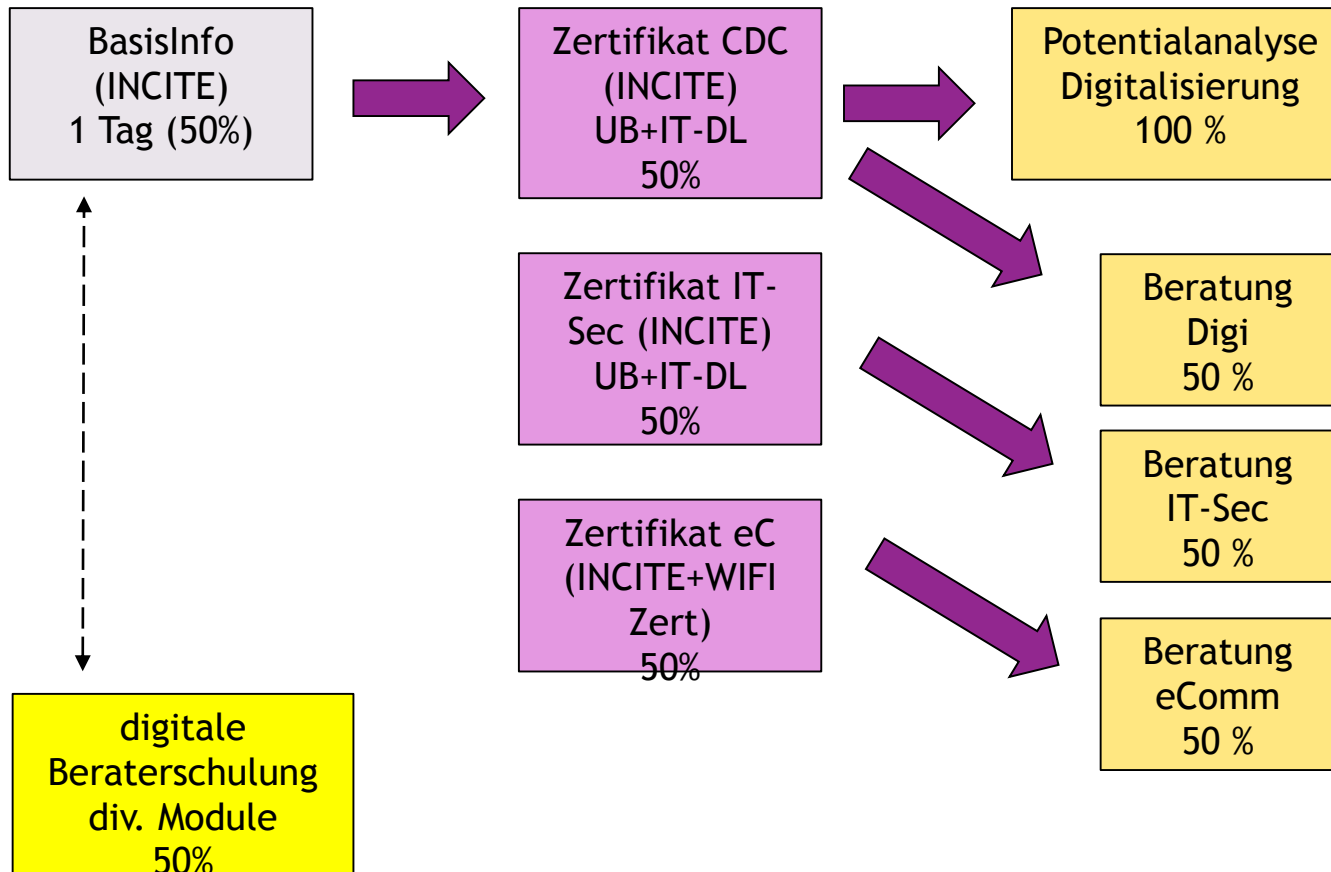 BasisInfo
(INCITE)
1 Tag (50%)
Zertifikat CDC
(INCITE)
UB+IT-DL
50%
Potentialanalyse
Digitalisierung
100 %
Zertifikat IT-
Sec (INCITE)
UB+IT-DL
50%
Beratung
Digi
50 %
Beratung
IT-Sec
50 %
Zertifikat eC
(INCITE+WIFI
Zert)
50%
Beratung
eComm
50 %
digitale
Beraterschulung
div. Module
50%